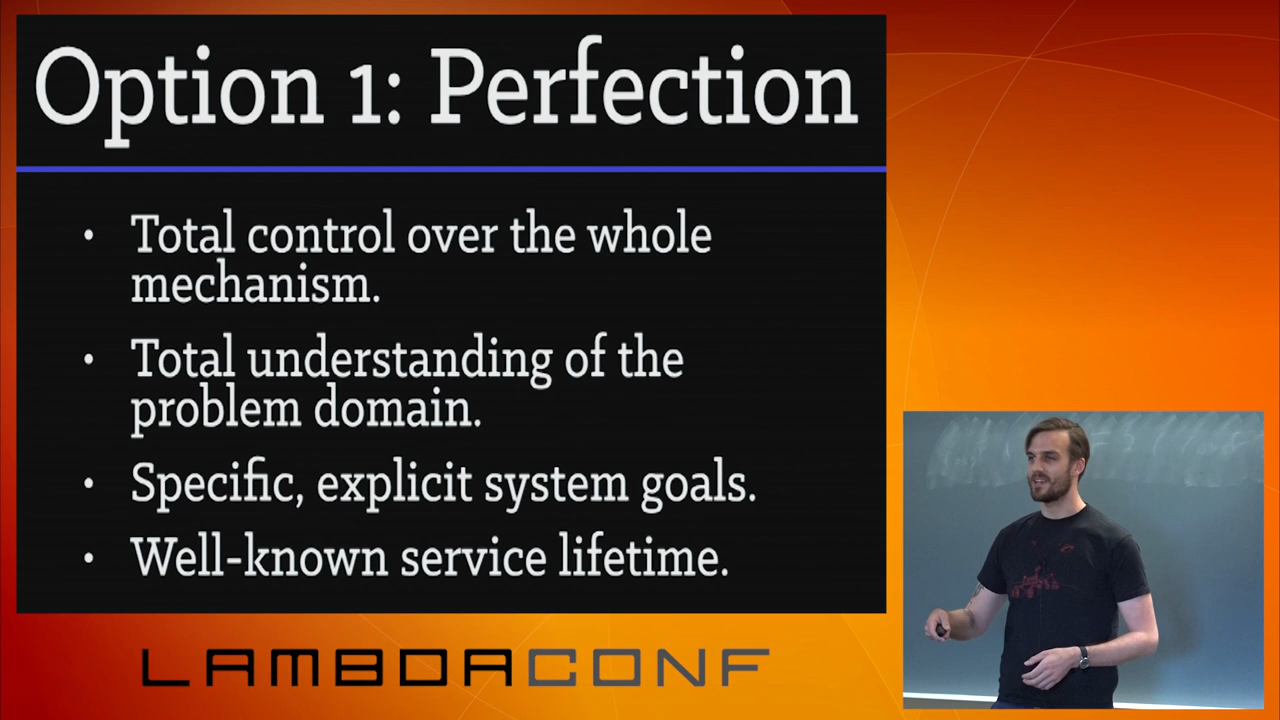 Option 1: Perfection
• Total control over the whole
mechanism.
• Total understanding of the
problem domain.
• Specific, explicit system goals.
• Well-known service lifetime.
LAMBDACONF